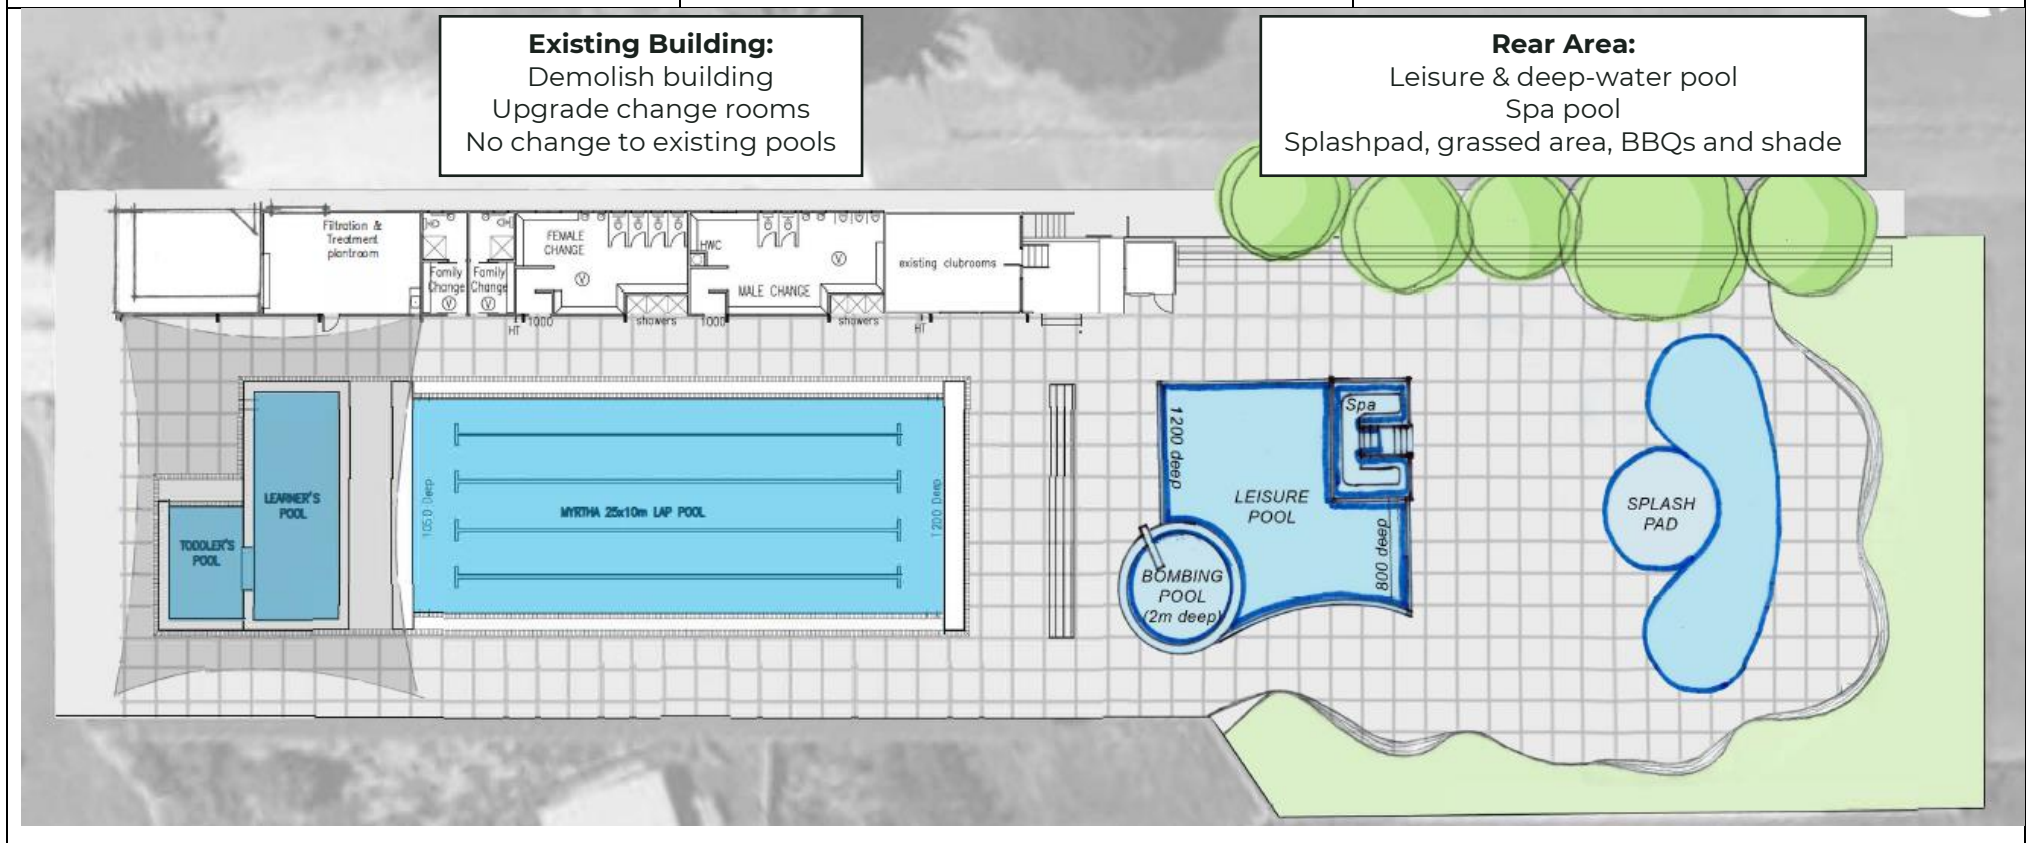 Existing Building:
Demolish building
Upgrade change rooms
No change to existing pools
Rear Area:
Leisure & deep-water pool
Spa pool
Splashpad, grassed area, BBQs and shade
Filtration &
Treatment
plantroom
Family
Change
V
Family
Change
V
FEMALE
CHANGE
V
HWC
V
MALE CHANGE
existing clubrooms
HT
1000
showers
1000
showers
HT
LEARNER'S
POOL
TODDLER'S
POOL
1050 Deep
MYRTHA 25x10m LAP POOL
1200 Deep
1200 deep
Spa
LEISURE
POOL
800 deep
BOMBING
POOL
(2m deep)
SPLASH
PAD